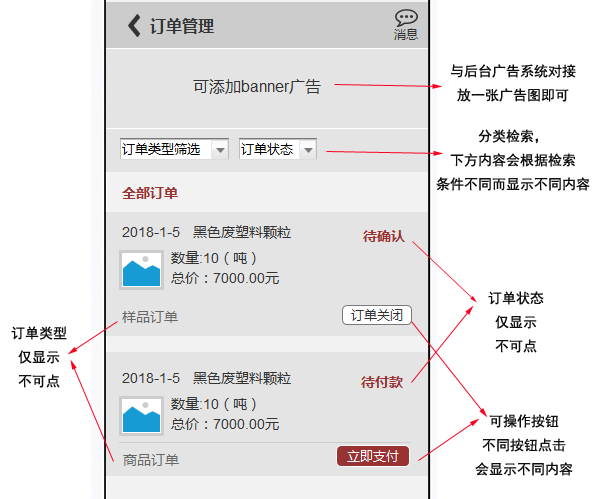 订单管理
消息
可添加banner广告
与后台广告系统对接
放一张广告图即可
订单类型筛选
订单状态
分类检索，
下方内容会根据检索
条件不同而显示不同内容
全部订单
2018-1-5 黑色废塑料颗粒
待确认
数量:10（吨）
总价：7000.00元
样品订单
订单关闭
订单状态
仅显示
不可点
订单类型
仅显示
不可点
2018-1-5 黑色废塑料颗粒
待付款
数量:10（吨）
总价：7000.00元
商品订单
立即支付
可操作按钮
不同按钮点击
会显示不同内容